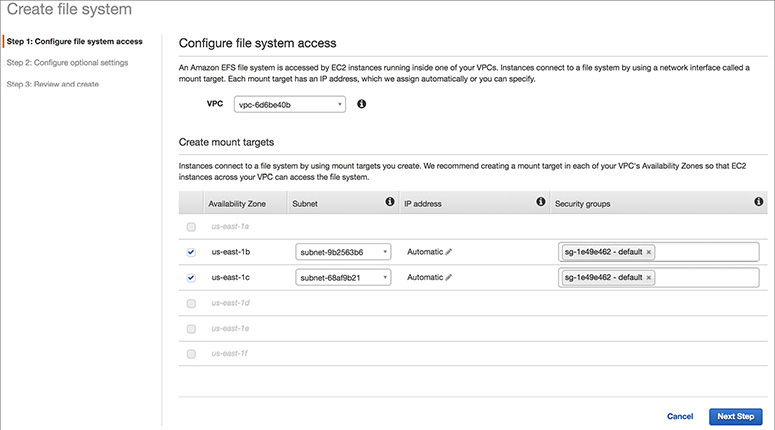 Create file system
Step 1: Configure file system access
Step 2: Configure optional settings
Step 3: Review and create
Configure file system access
An Amazon EFS file system is accessed by EC2 instances running inside one of your VPCs. Instances connect to a file system by using a network interface called a
mount target. Each mount target has an IP address, which we assign automatically or you can specify.
VPC vpc-6d6be40b
Create mount targets
Instances connect to a file system by using mount targets you create. We recommend creating a mount target in each of your VPC's Availability Zones so that EC2
instances across your VPC can access the file system.
Availability Zone Subnet IP address Security groups
us-east-1a
us-east-1b subnet-9b2563b6 Automatic sg-1e49e462 - default ×
us-east-1c subnet-68af9b21 Automatic sg-1e49e462 - default ×
us-east-1d
us-east-1e
us-east-1f
Cancel Next Step